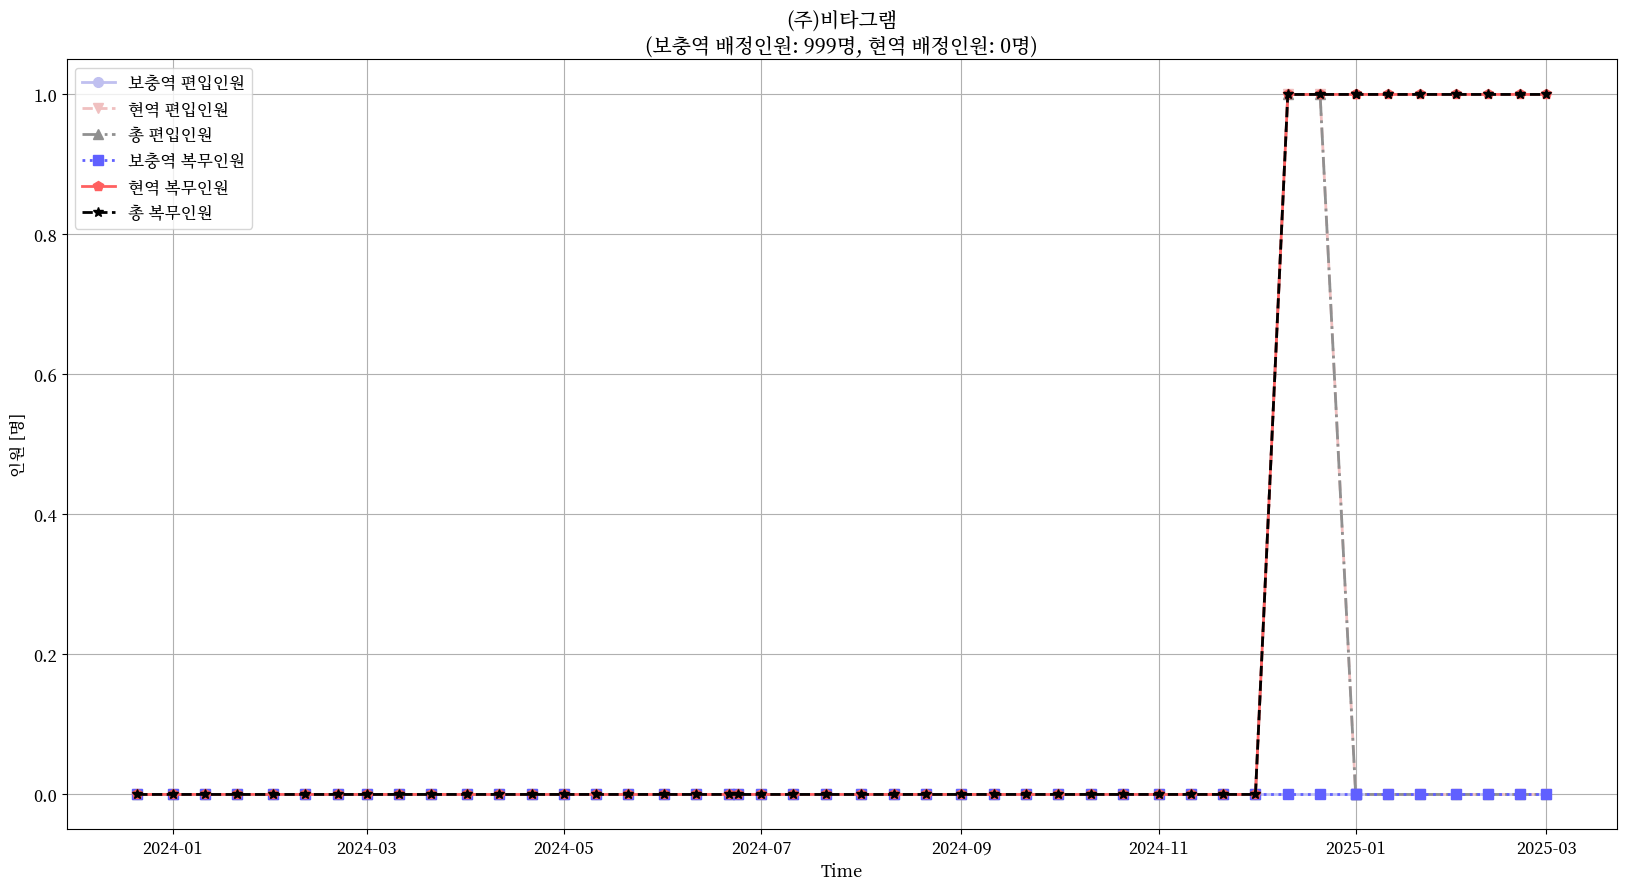 (주)비타그램
(보충역 배정인원: 999명, 현역 배정인원: 0명)
보충역 편입인원
현역 편입인원
총 편입인원
보충역 복무인원
현역 복무인원
총 복무인원
인원 [명]
1.0
0.8
0.6
0.4
0.2
0.0
2024-01 2024-03 2024-05 2024-07 2024-09 2024-11 2025-01 2025-03
Time